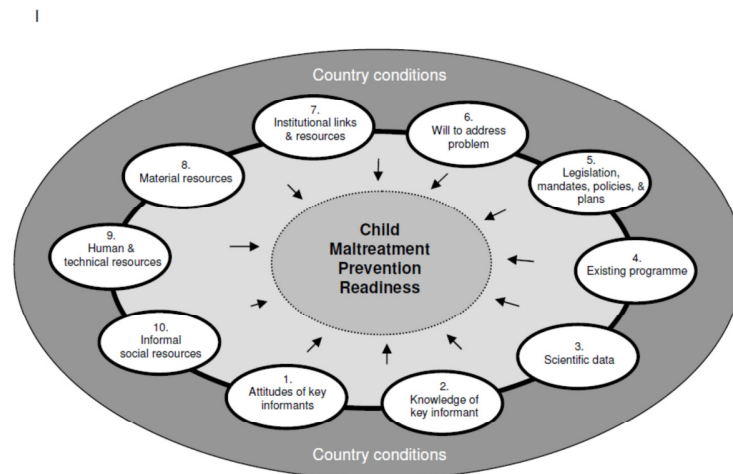 I
Country conditions
7.
Institutional links
& resources
6.
Will to address
problem
8.
Material resources
5.
Legislation,
mandates, policies, &
plans
9.
Human &
technical resources
Child
Maltreatment
Prevention
Readiness
4.
Existing programme
10.
Informal
social resources
3.
Scientific data
1.
Attitudes of key
informants
2.
Knowledge of
key informant
Country conditions